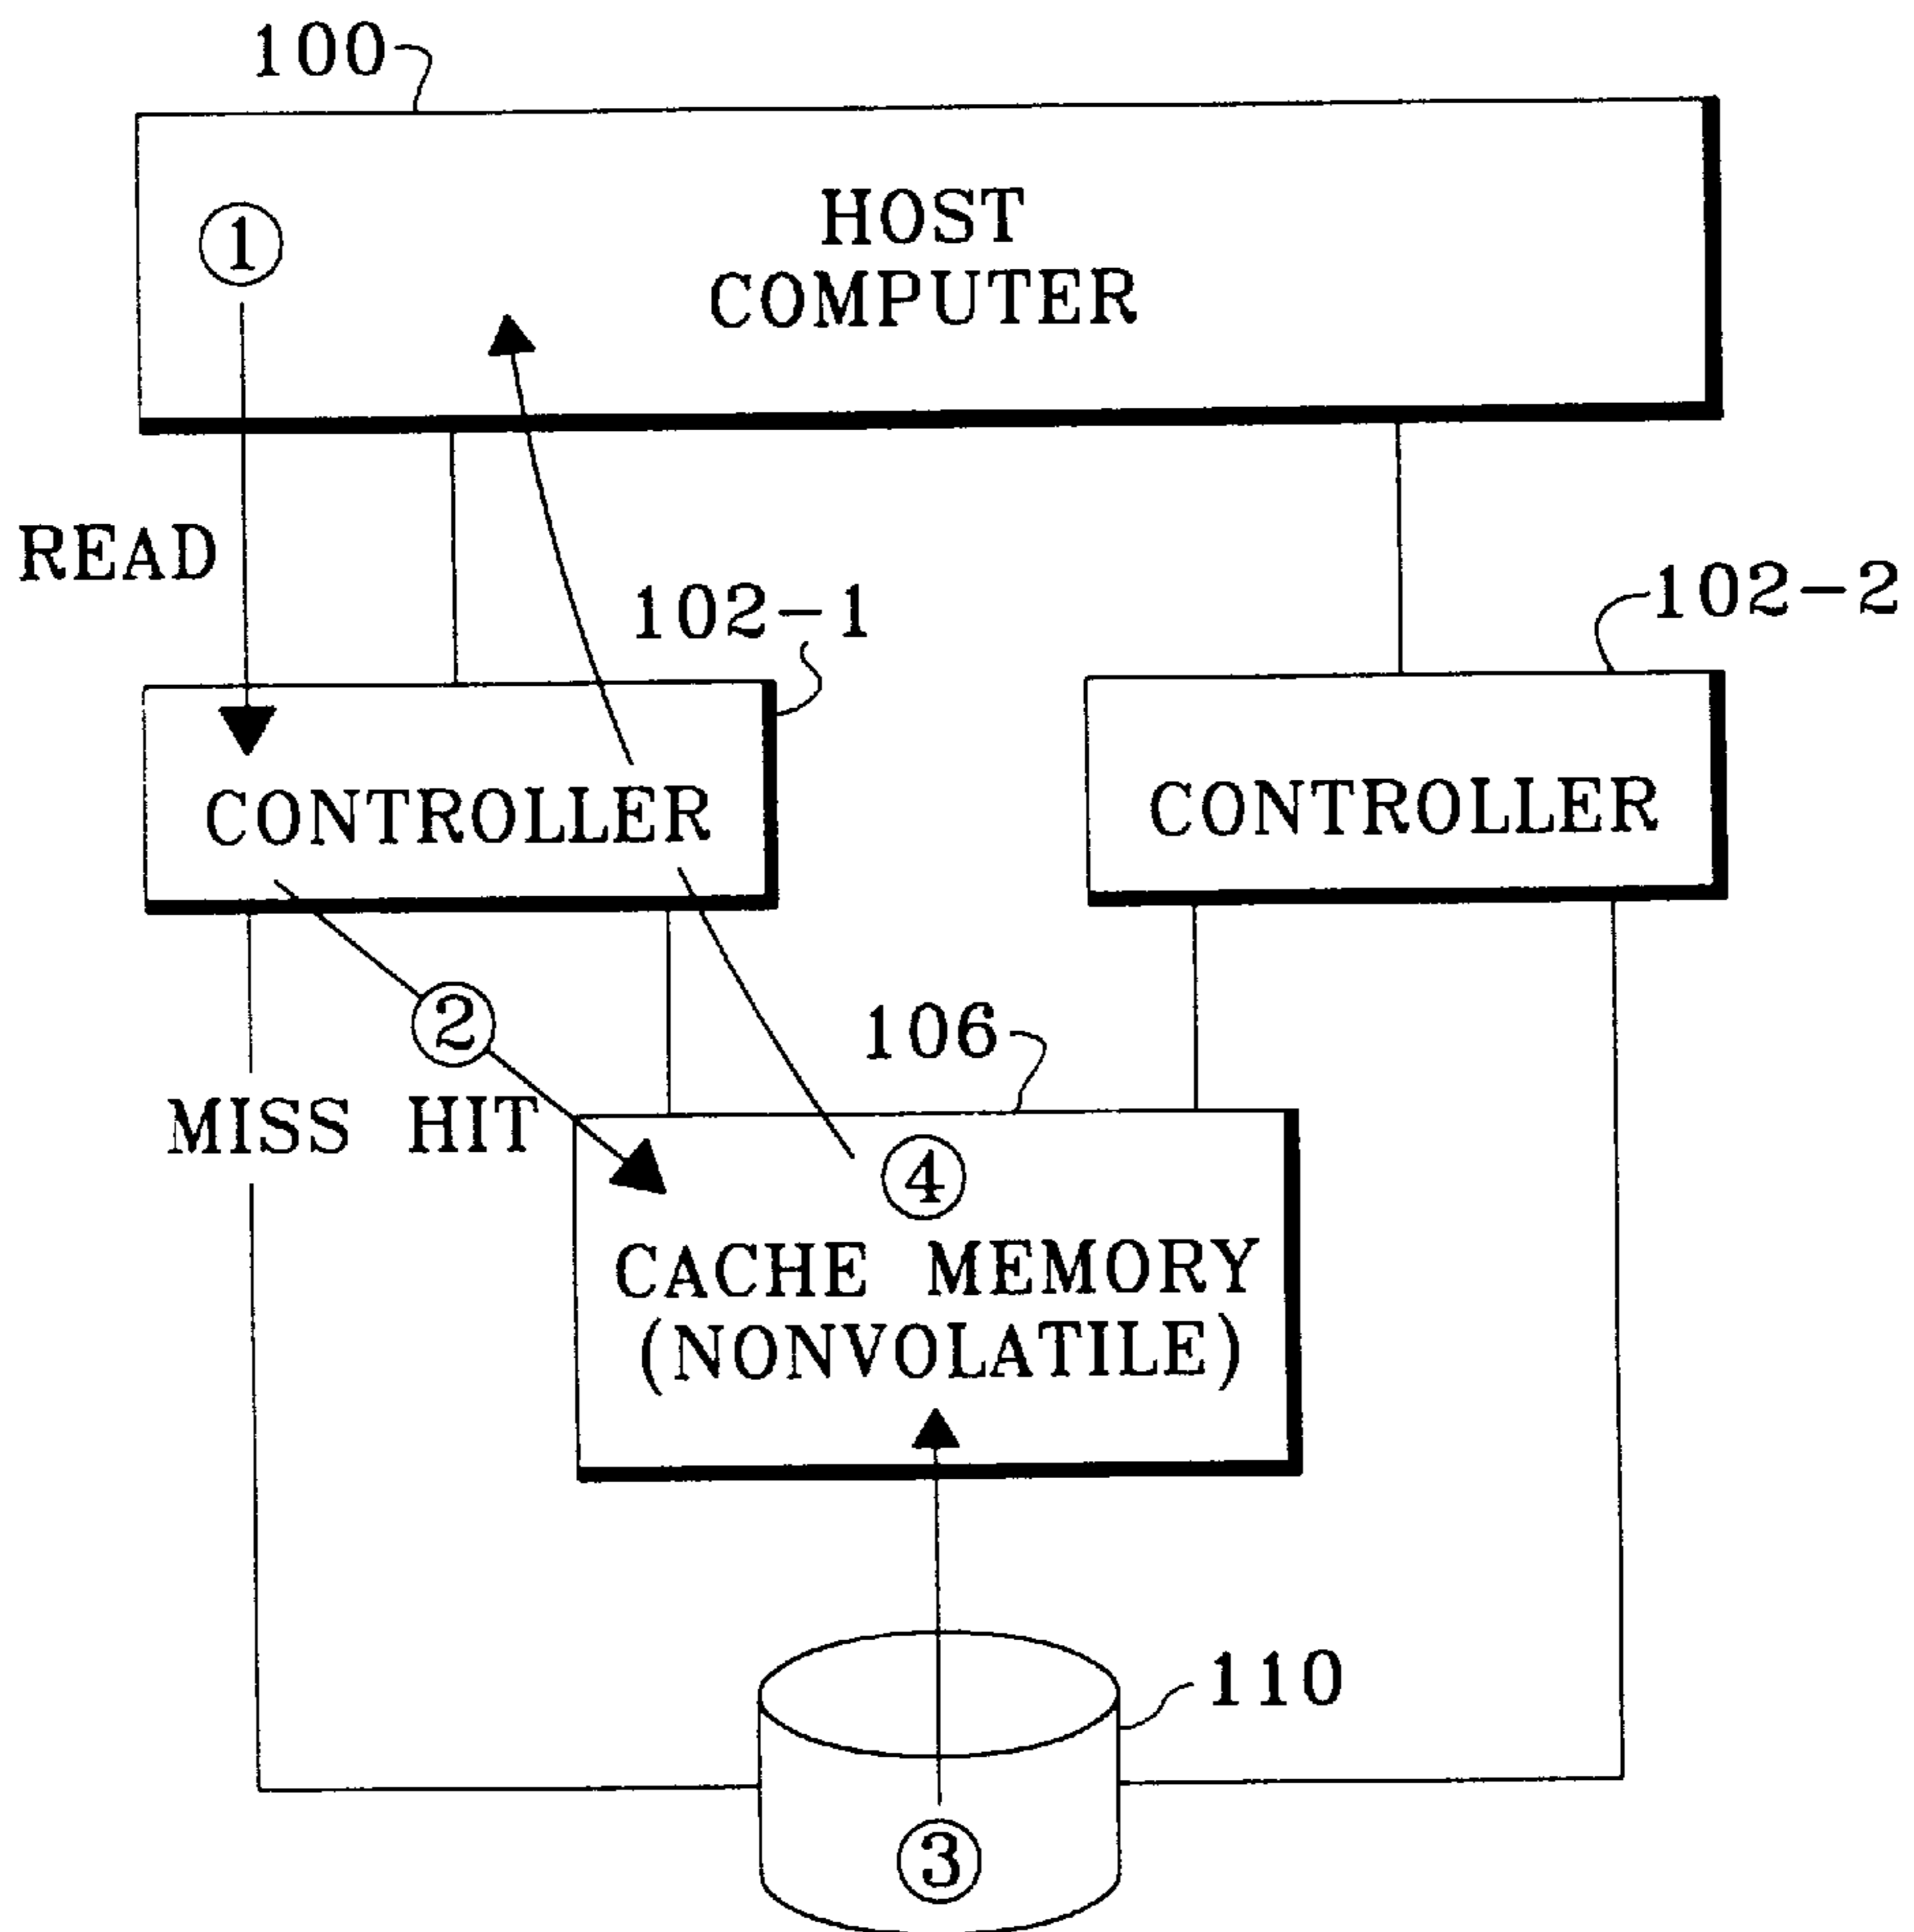 100
①
HOST
COMPUTER
READ
102-1
102-2
CONTROLLER
CONTROLLER
②
106
MISS HIT
④
CACHE MEMORY
(NONVOLATILE)
110
③